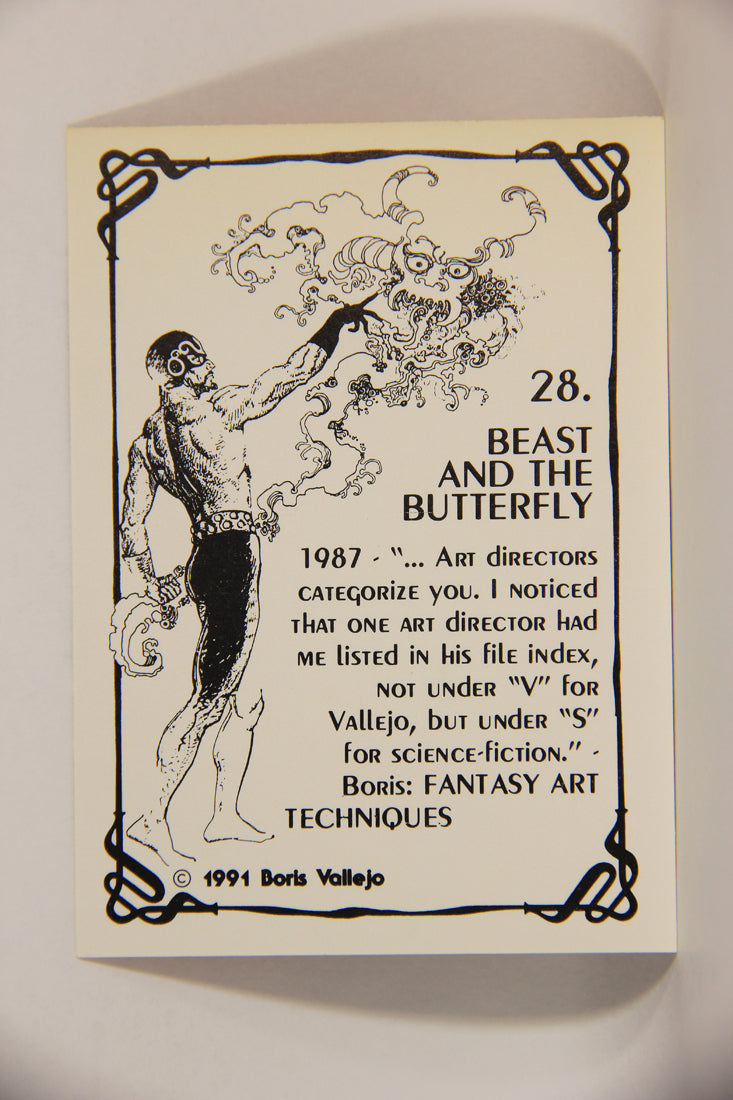 28.
BEAST
AND THE
BUTTERFLY
1987 - "... ART directors
CATEGORIZE you. I NOTICED
THAT ONE ART director HAD
ME listed IN his file index,
NOT UNDER "V" for
Vallejo, but UNDER "S"
for SCIENCE-fiction." -
Boris: FANTASY ART
TECHNIQUES
© 1991 Boris Vallejo